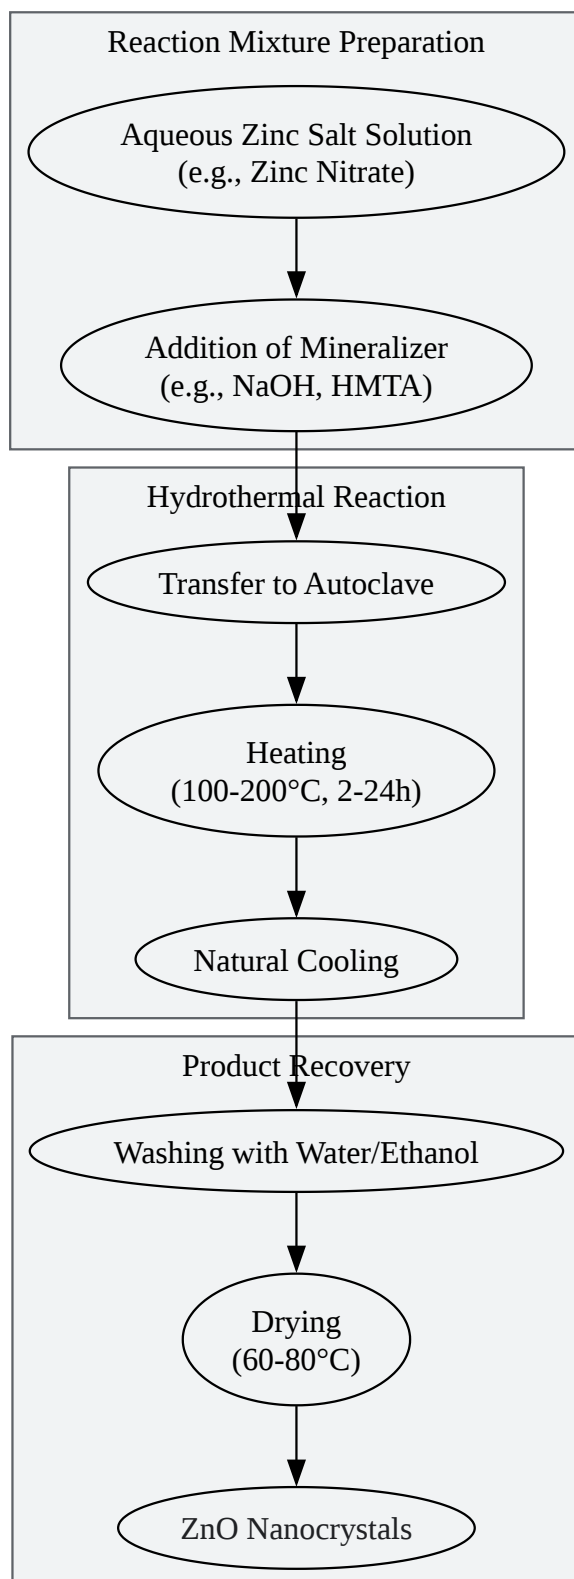 Reaction Mixture Preparation
Aqueous Zinc Salt Solution
(e.g., Zinc Nitrate)
Addition of Mineralizer
(e.g., NaOH, HMTA)
Hydrothermal Reaction
Transfer to Autoclave
Heating
(100-200°C, 2-24h)
Natural Cooling
Product Recovery
Washing with Water/Ethanol
Drying
(60-80°C)
ZnO Nanocrystals